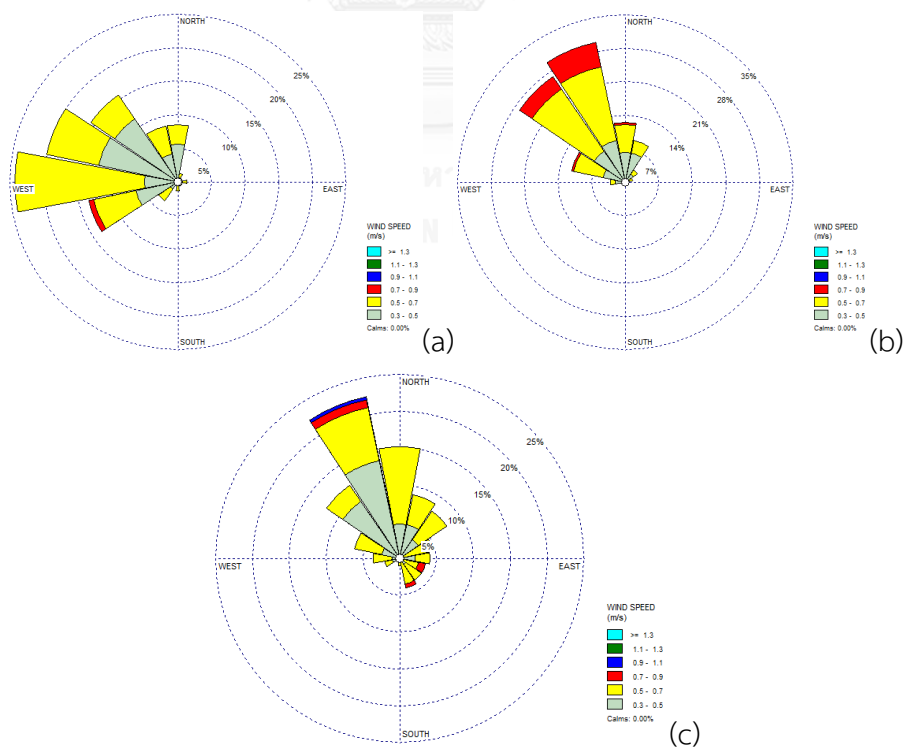 NORTH
25%
20%
15%
10%
5%
WEST
EAST
WIND SPEED
(m/s)
>= 1.3
1.1 - 1.3
0.9 - 1.1
0.7 - 0.9
0.5 - 0.7
0.3 - 0.5
Calms: 0.00%
SOUTH
(a)
NORTH
35%
28%
21%
14%
7%
WEST
EAST
WIND SPEED
(m/s)
>= 1.3
1.1 - 1.3
0.9 - 1.1
0.7 - 0.9
0.5 - 0.7
0.3 - 0.5
Calms: 0.00%
SOUTH
(b)
NORTH
25%
20%
15%
10%
5%
WEST
EAST
WIND SPEED
(m/s)
>= 1.3
1.1 - 1.3
0.9 - 1.1
0.7 - 0.9
0.5 - 0.7
0.3 - 0.5
Calms: 0.00%
SOUTH
(c)